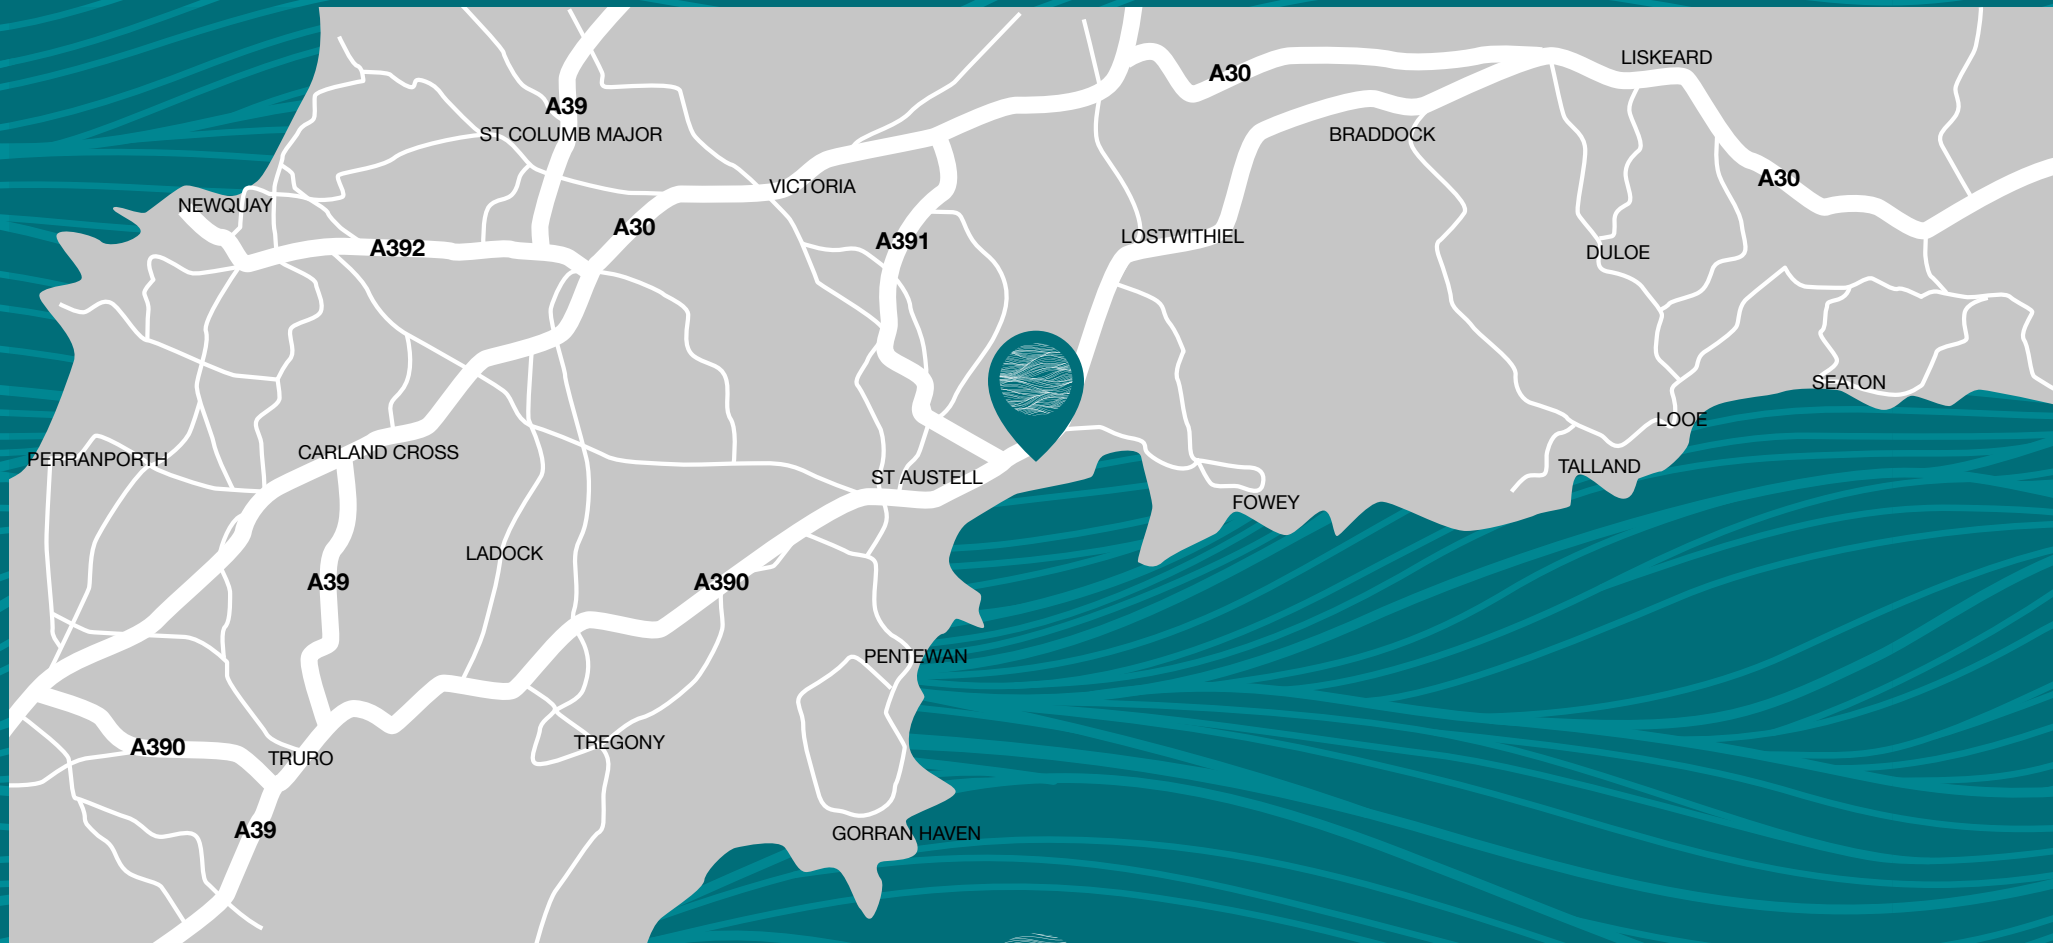 LISKEARD
A30
A39
ST COLUMB MAJOR
BRADDOCK
A30
VICTORIA
NEWQUAY
A30
A392
A391
LOSTWITHIEL
DULOE
SEATON
LOOE
PERRANPORTH
CARLAND CROSS
TALLAND
ST AUSTELL
FOWEY
LADOCK
A39
A390
PENTEWAN
TREGONY
A390
TRURO
A39
GORRAN HAVEN